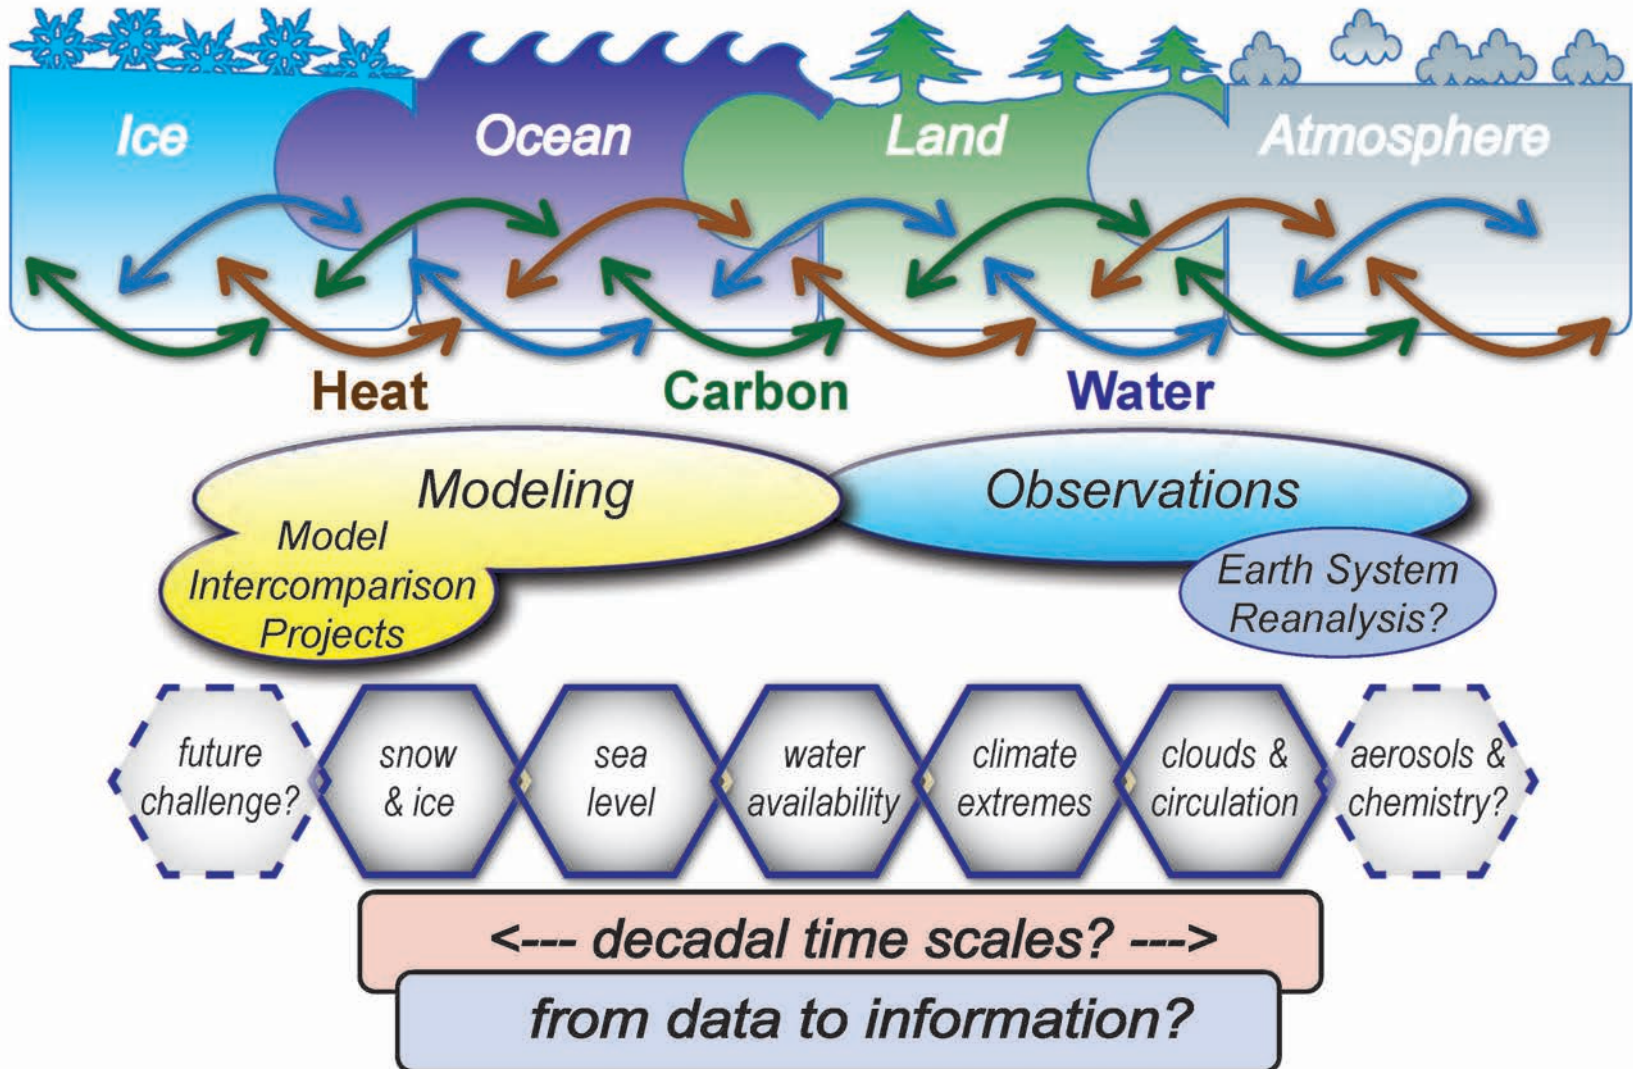 Ice Ocean Land Atmosphere
Heat Carbon Water
Modeling
Observations
Model
Intercomparison
Projects
Earth System
Reanalysis?
future
challenge?
snow
& ice
sea
level
water
availability
climate
extremes
clouds &
circulation
aerosols &
chemistry?
<--- decadal time scales? --->
from data to information?